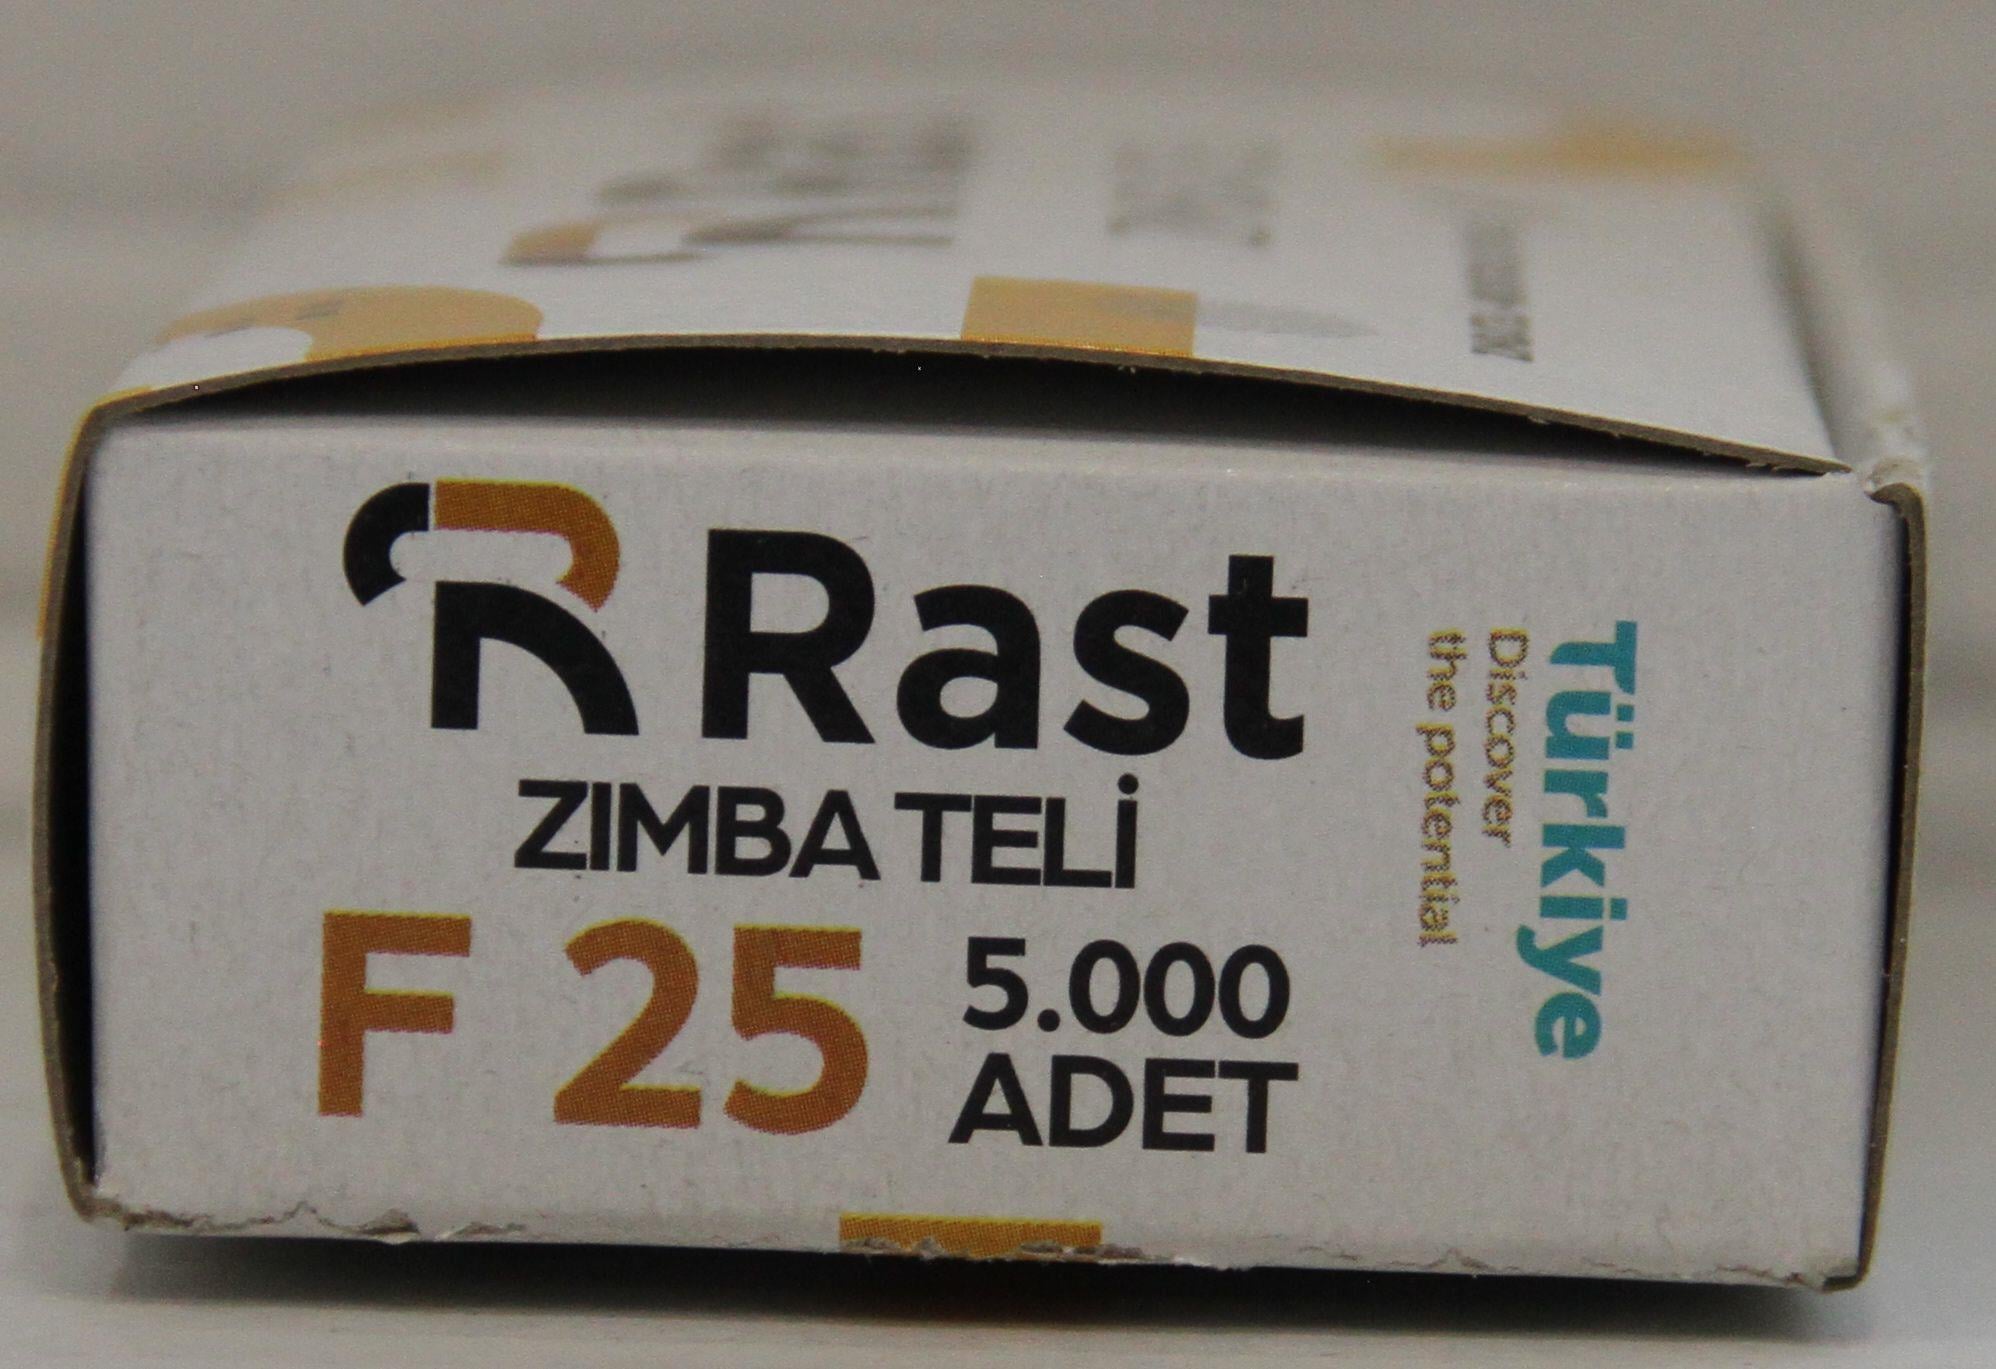 Rast
ZIMBA TELİ
F 25
5.000
ADET
Türkiye
Discover
the potential